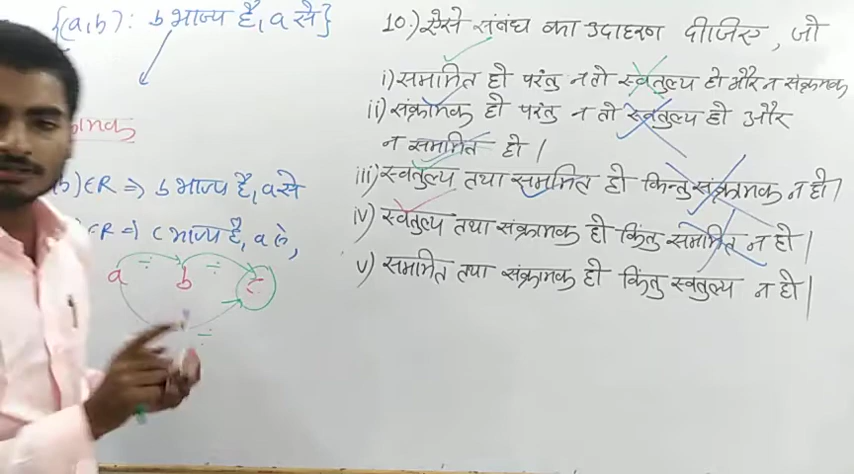 {(a,b): b भाज्य है, a से}
b) ∈R ⇒ b भाज्य है, a से
∈R ⇒ c भाज्य है, a से,
a ÷ b ÷ c
÷
10.) ऐसे संबंध का उदाहरण दीजिए, जो
i) सममित हो परंतु न तो स्वतुल्य हो और न संक्रामक
ii) संक्रामक हो परंतु न तो स्वतुल्य हो और
न सममित हो |
iii) स्वतुल्य तथा सममित हो किन्तु संक्रामक न हो |
iv) स्वतुल्य तथा संक्रामक हो किंतु सममित न हो |
v) सममित तथा संक्रामक हो किंतु स्वतुल्य न हो |